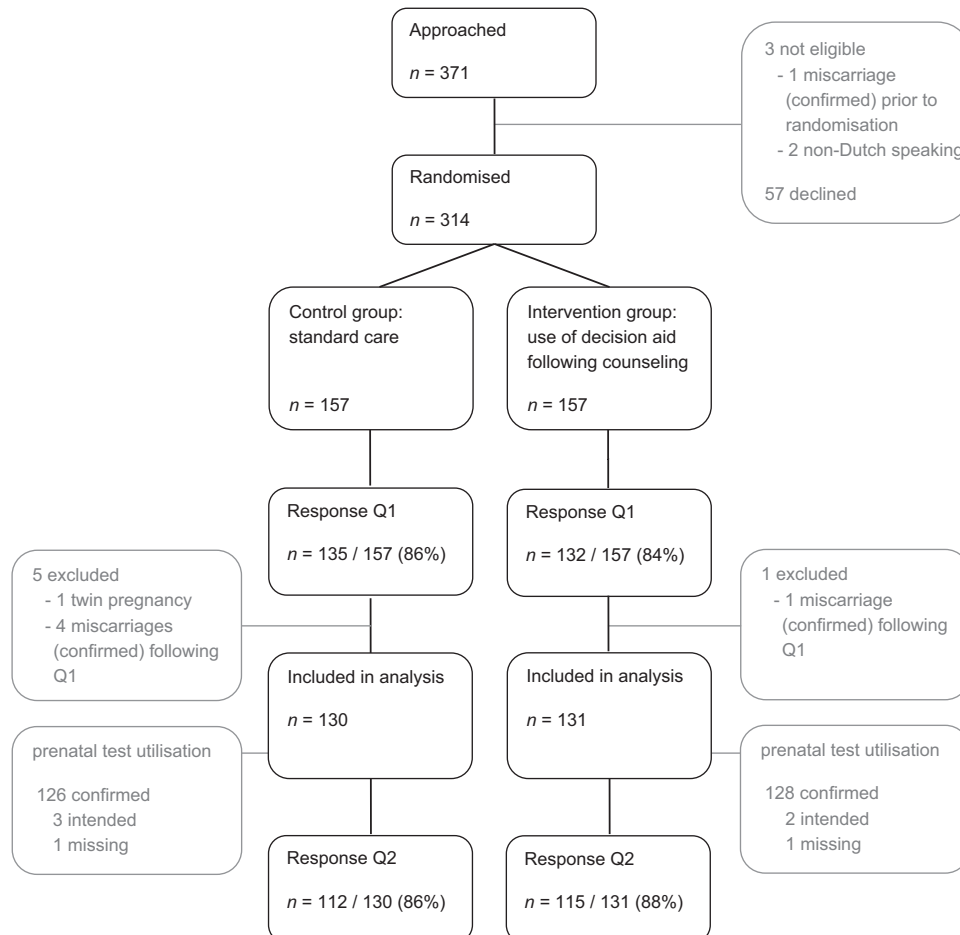 Approached
n = 371
3 not eligible
- 1 miscarriage
(confirmed) prior to
randomisation
- 2 non-Dutch speaking
57 declined
Randomised
n = 314
Control group:
standard care
n = 157
Intervention group:
use of decision aid
following counseling
n = 157
Response Q1
n = 135 / 157 (86%)
Response Q1
n = 132 / 157 (84%)
5 excluded
- 1 twin pregnancy
- 4 miscarriages
(confirmed) following
Q1
1 excluded
- 1 miscarriage
(confirmed) following
Q1
Included in analysis
n = 130
Included in analysis
n = 131
prenatal test utilisation
126 confirmed
3 intended
1 missing
prenatal test utilisation
128 confirmed
2 intended
1 missing
Response Q2
n = 112 / 130 (86%)
Response Q2
n = 115 / 131 (88%)